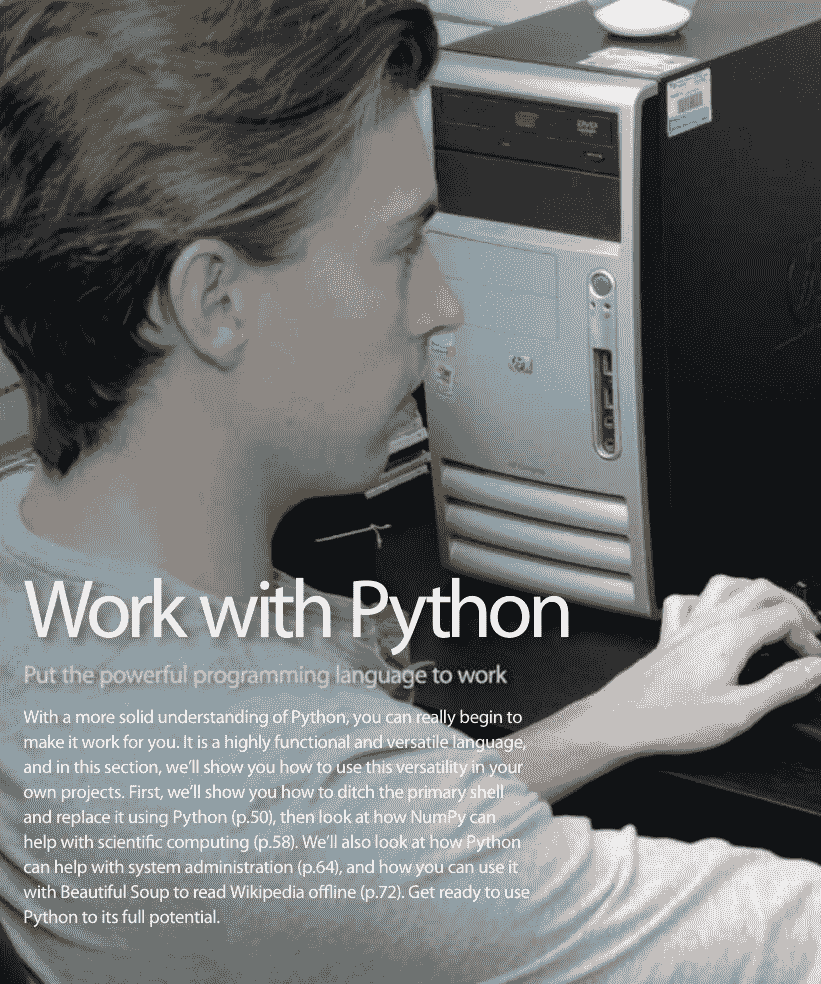 DVD
hp
Work with Python
Put the powerful programming language to work
With a more solid understanding of Python, you can really begin to
make it work for you. It is a highly functional and versatile language,
and in this section, we’ll show you how to use this versatility in your
own projects. First, we’ll show you how to ditch the primary shell
and replace it using Python (p.50), then look at how NumPy can
help with scientific computing (p.58). We’ll also look at how Python
can help with system administration (p.64), and how you can use it
with Beautiful Soup to read Wikipedia offline (p.72). Get ready to use
Python to its full potential.